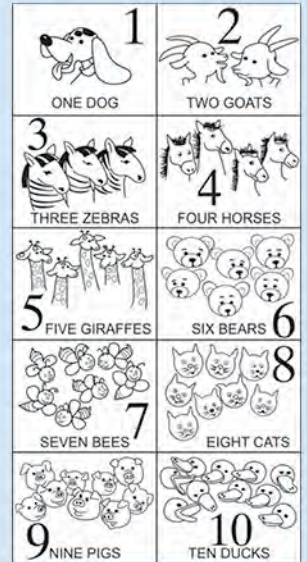 1
ONE DOG
2
TWO GOATS
3
THREE ZEBRAS
4
FOUR HORSES
5
FIVE GIRAFFES
6
SIX BEARS
7
SEVEN BEES
8
EIGHT CATS
9
NINE PIGS
10
TEN DUCKS